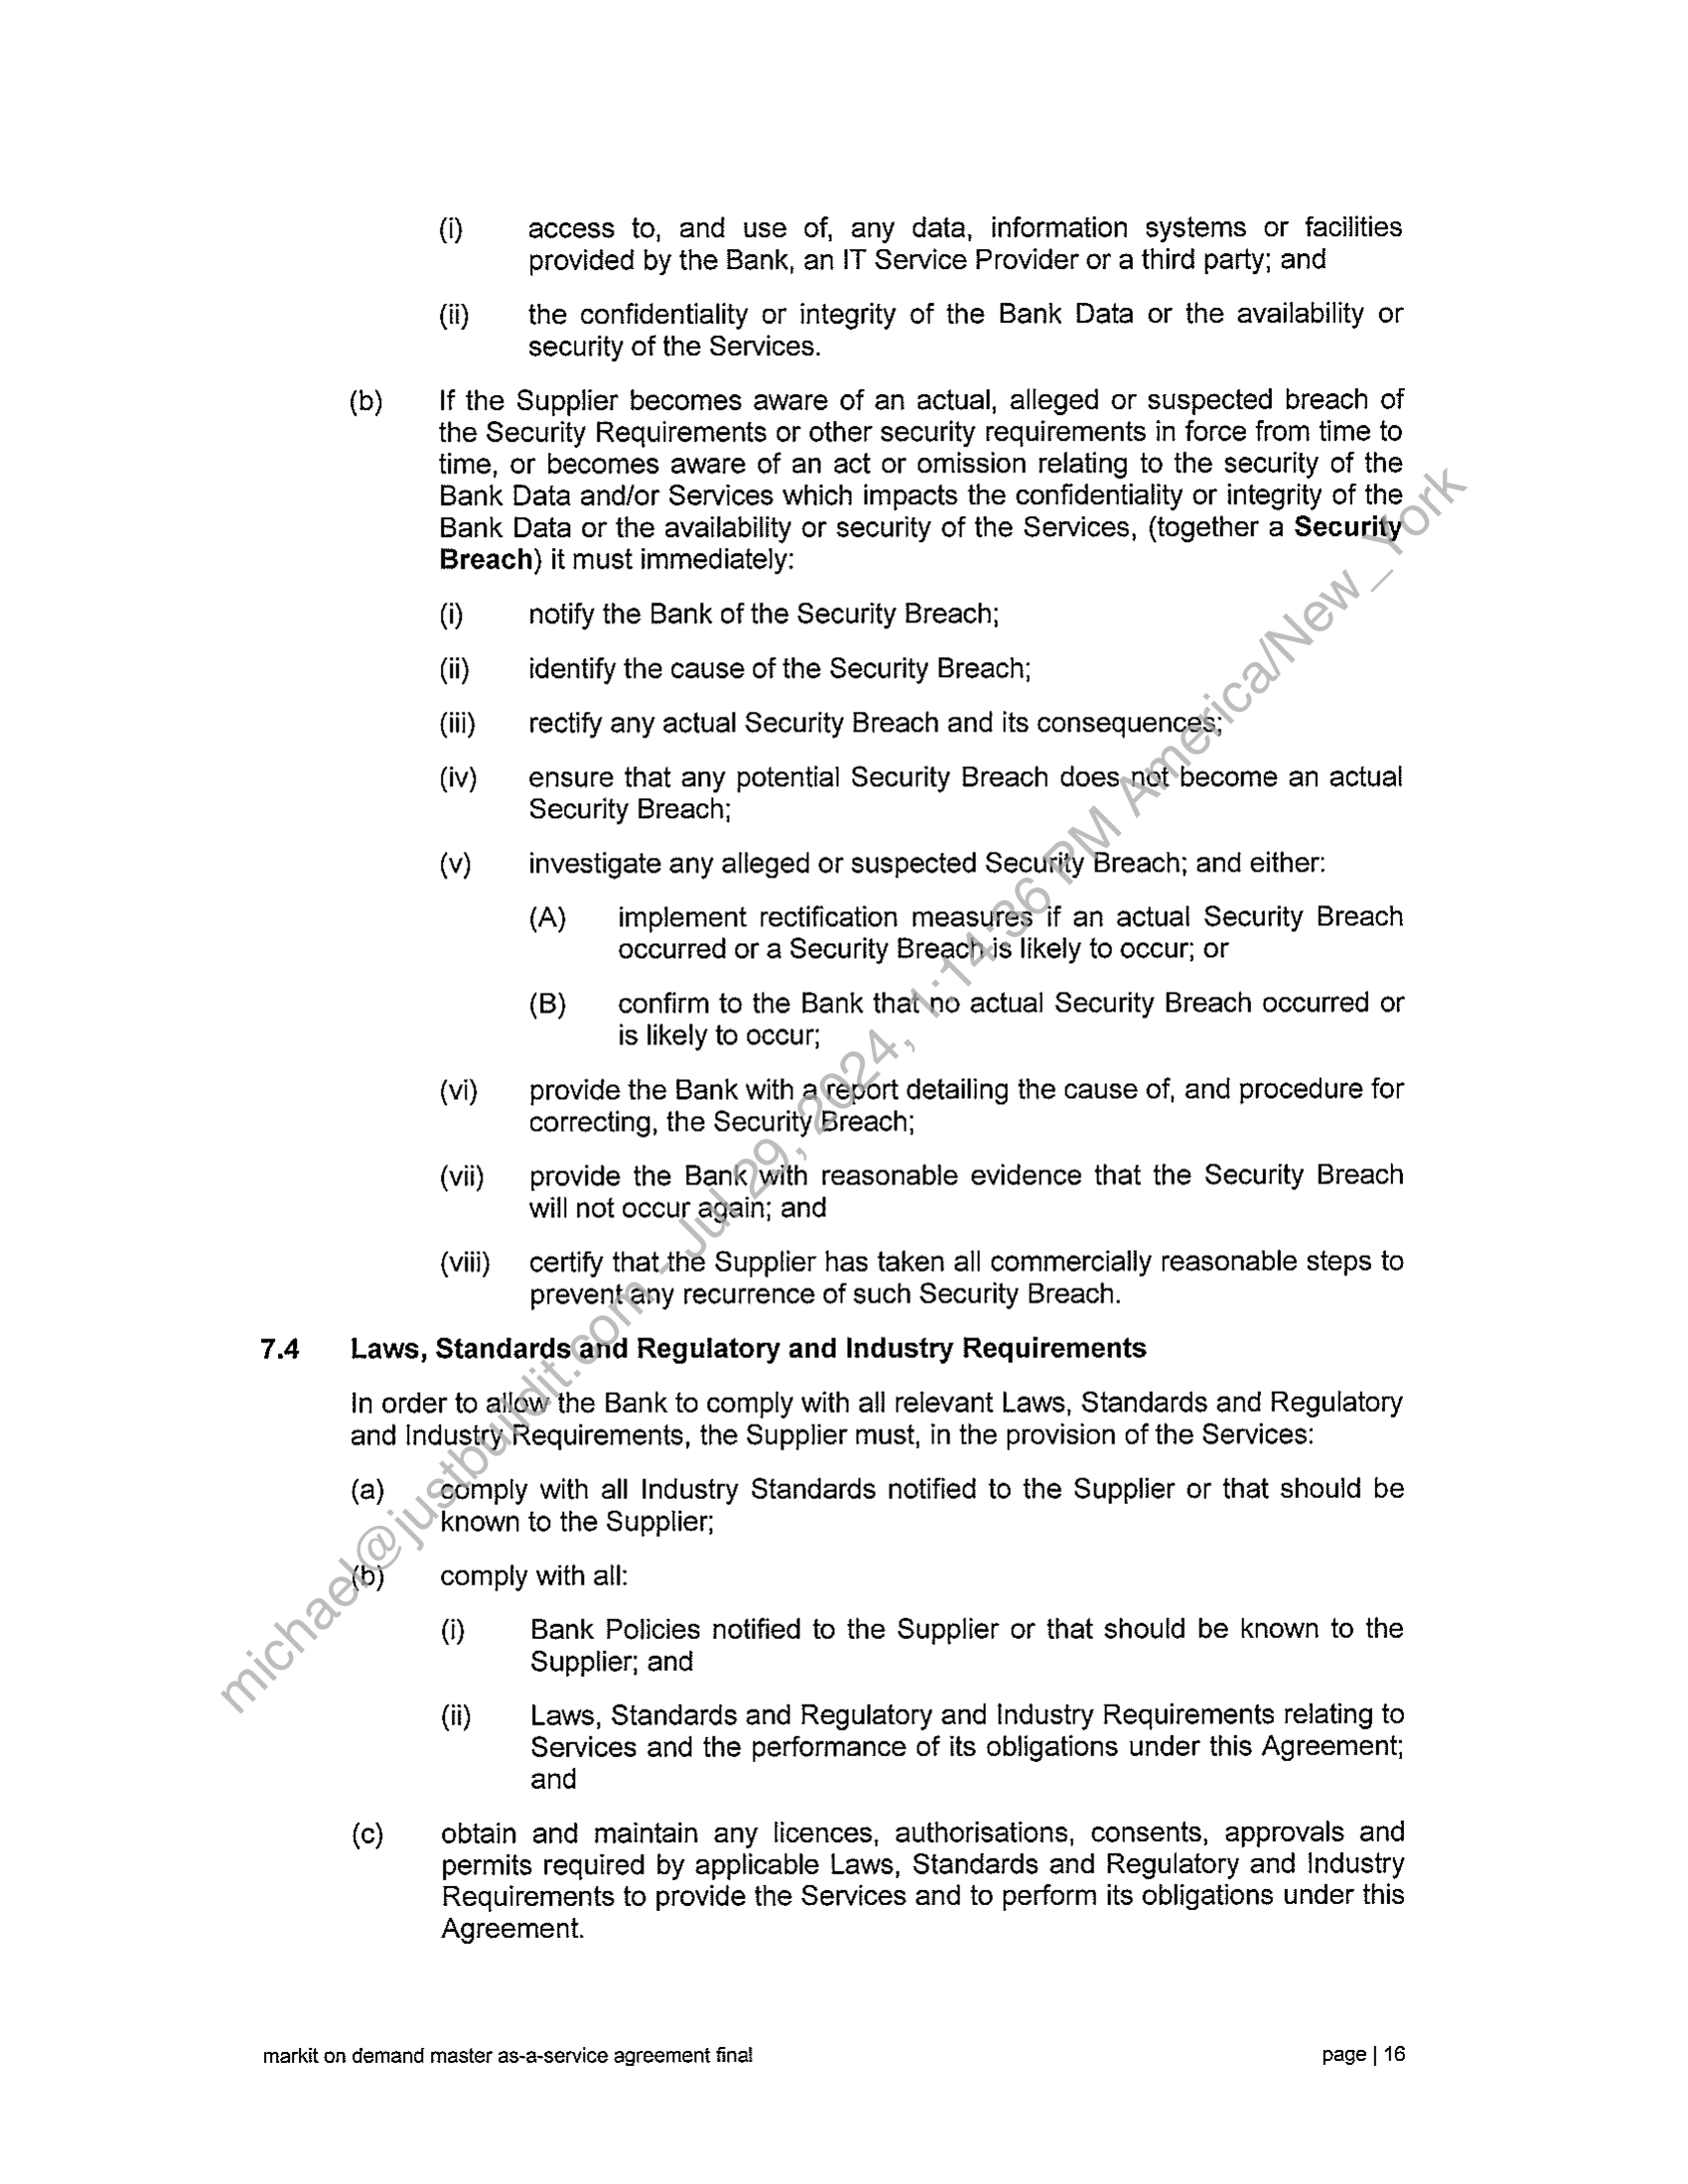 (i) access to, and use of, any data, information systems or facilities
provided by the Bank, an IT Service Provider or a third party; and
(ii) the confidentiality or integrity of the Bank Data or the availability or
security of the Services.
(b) If the Supplier becomes aware of an actual, alleged or suspected breach of
the Security Requirements or other security requirements in force from time to
time, or becomes aware of an act or omission relating to the security of the
Bank Data and/or Services which impacts the confidentiality or integrity of the
Bank Data or the availability or security of the Services, (together a Security
Breach) it must immediately:
(i) notify the Bank of the Security Breach;
(ii) identify the cause of the Security Breach;
(iii) rectify any actual Security Breach and its consequences;
(iv) ensure that any potential Security Breach does not become an actual
Security Breach;
(v) investigate any alleged or suspected Security Breach; and either:
(A) implement rectification measures if an actual Security Breach
occurred or a Security Breach is likely to occur; or
(B) confirm to the Bank that no actual Security Breach occurred or
is likely to occur;
(vi) provide the Bank with a report detailing the cause of, and procedure for
correcting, the Security Breach;
(vii) provide the Bank with reasonable evidence that the Security Breach
will not occur again; and
(viii) certify that the Supplier has taken all commercially reasonable steps to
prevent any recurrence of such Security Breach.
7.4 Laws, Standards and Regulatory and Industry Requirements
In order to allow the Bank to comply with all relevant Laws, Standards and Regulatory
and Industry Requirements, the Supplier must, in the provision of the Services:
(a) comply with all Industry Standards notified to the Supplier or that should be
known to the Supplier;
(b) comply with all:
(i) Bank Policies notified to the Supplier or that should be known to the
Supplier; and
(ii) Laws, Standards and Regulatory and Industry Requirements relating to
Services and the performance of its obligations under this Agreement;
and
(c) obtain and maintain any licences, authorisations, consents, approvals and
permits required by applicable Laws, Standards and Regulatory and Industry
Requirements to provide the Services and to perform its obligations under this
Agreement.
markit on demand master as-a-service agreement final page | 16
michael@justbuildit.com - Jul 29, 2024, 1:14:36 PM America/New_York